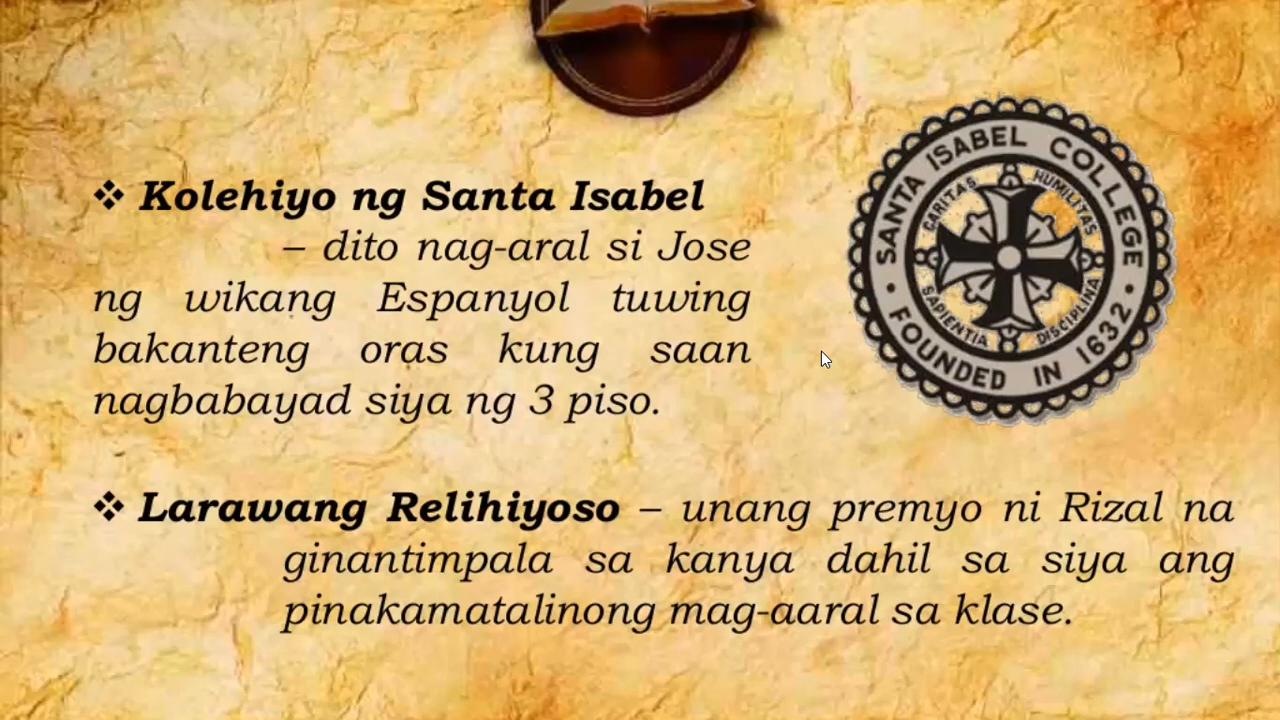 ❖ Kolehiyo ng Santa Isabel
– dito nag-aral si Jose
ng wikang Espanyol tuwing
bakanteng oras kung saan
nagbabayad siya ng 3 piso.
SANTA ISABEL COLLEGE
CARITAS
HUMILITAS
SAPIENTIA
DISCIPLINA
• FOUNDED IN 1632 •
❖ Larawang Relihiyoso – unang premyo ni Rizal na
ginantimpala sa kanya dahil sa siya ang
pinakamatalinong mag-aaral sa klase.